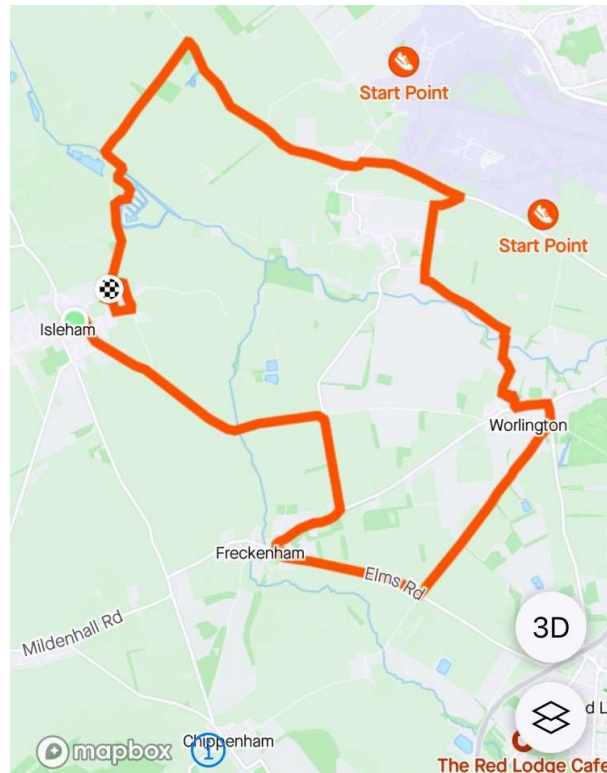 Start Point
Start Point
Isleham
Worlington
Freckenham
Elms Rd
Mildenhall Rd
3D
d L
Chippenham
mapbox
The Red Lodge Cafe